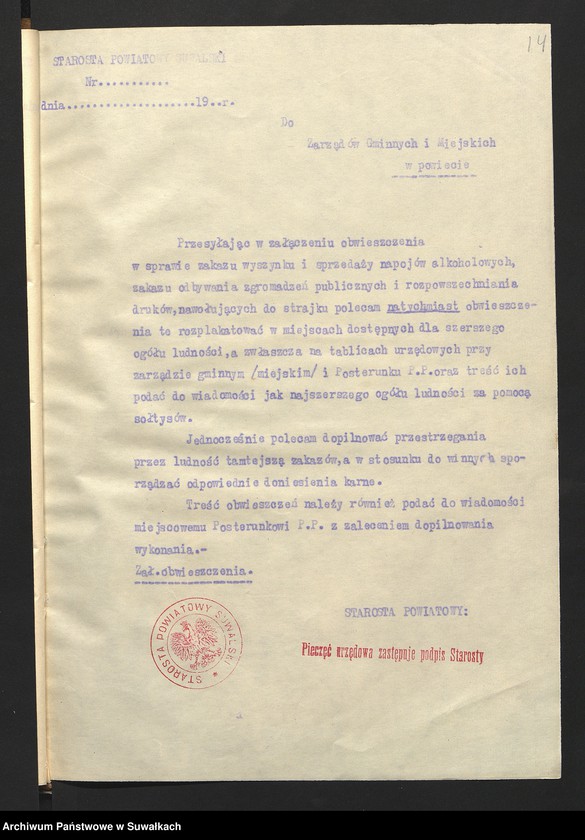 14
STAROSTA POWIATOWY SUWALSKI
Nr...........
dnia....................19..r.
Do
Zarządów Gminnych i Miejskich
w powiecie
Przesyłając w załączeniu obwieszczenia
w sprawie zakazu wyszynku i sprzedaży napojów alkoholowych,
zakazu odbywania zgromadzeń publicznych i rozpowszechniania
druków,nawołujących do strajku polecam natychmiast obwieszcze-
nia te rozplakatować w miejscach dostępnych dla szerszego
ogółu ludności,a zwłaszcza na tablicach urzędowych przy
zarządzie gminnym /miejskim/ i Posterunku P.P.oraz treść ich
podać do wiadomości jak najszerszego ogółu ludności za pomocą
sołtysów.
Jednocześnie polecam dopilnować przestrzegania
przez ludność tamtejszą zakazów,a w stosunku do winnych spo-
rządzać odpowiednie doniesienia karne.
Treść obwieszczeń należy również podać do wiadomości
miejscowemu Posterunkowi P.P. z zaleceniem dopilnowania
wykonania.-
Zał.obwieszczenia.
STAROSTA POWIATOWY:
STAROSTA POWIATOWY SUWALSKI
Pieczęć urzędowa zastępuje podpis Starosty
Archiwum Państwowe w Suwałkach